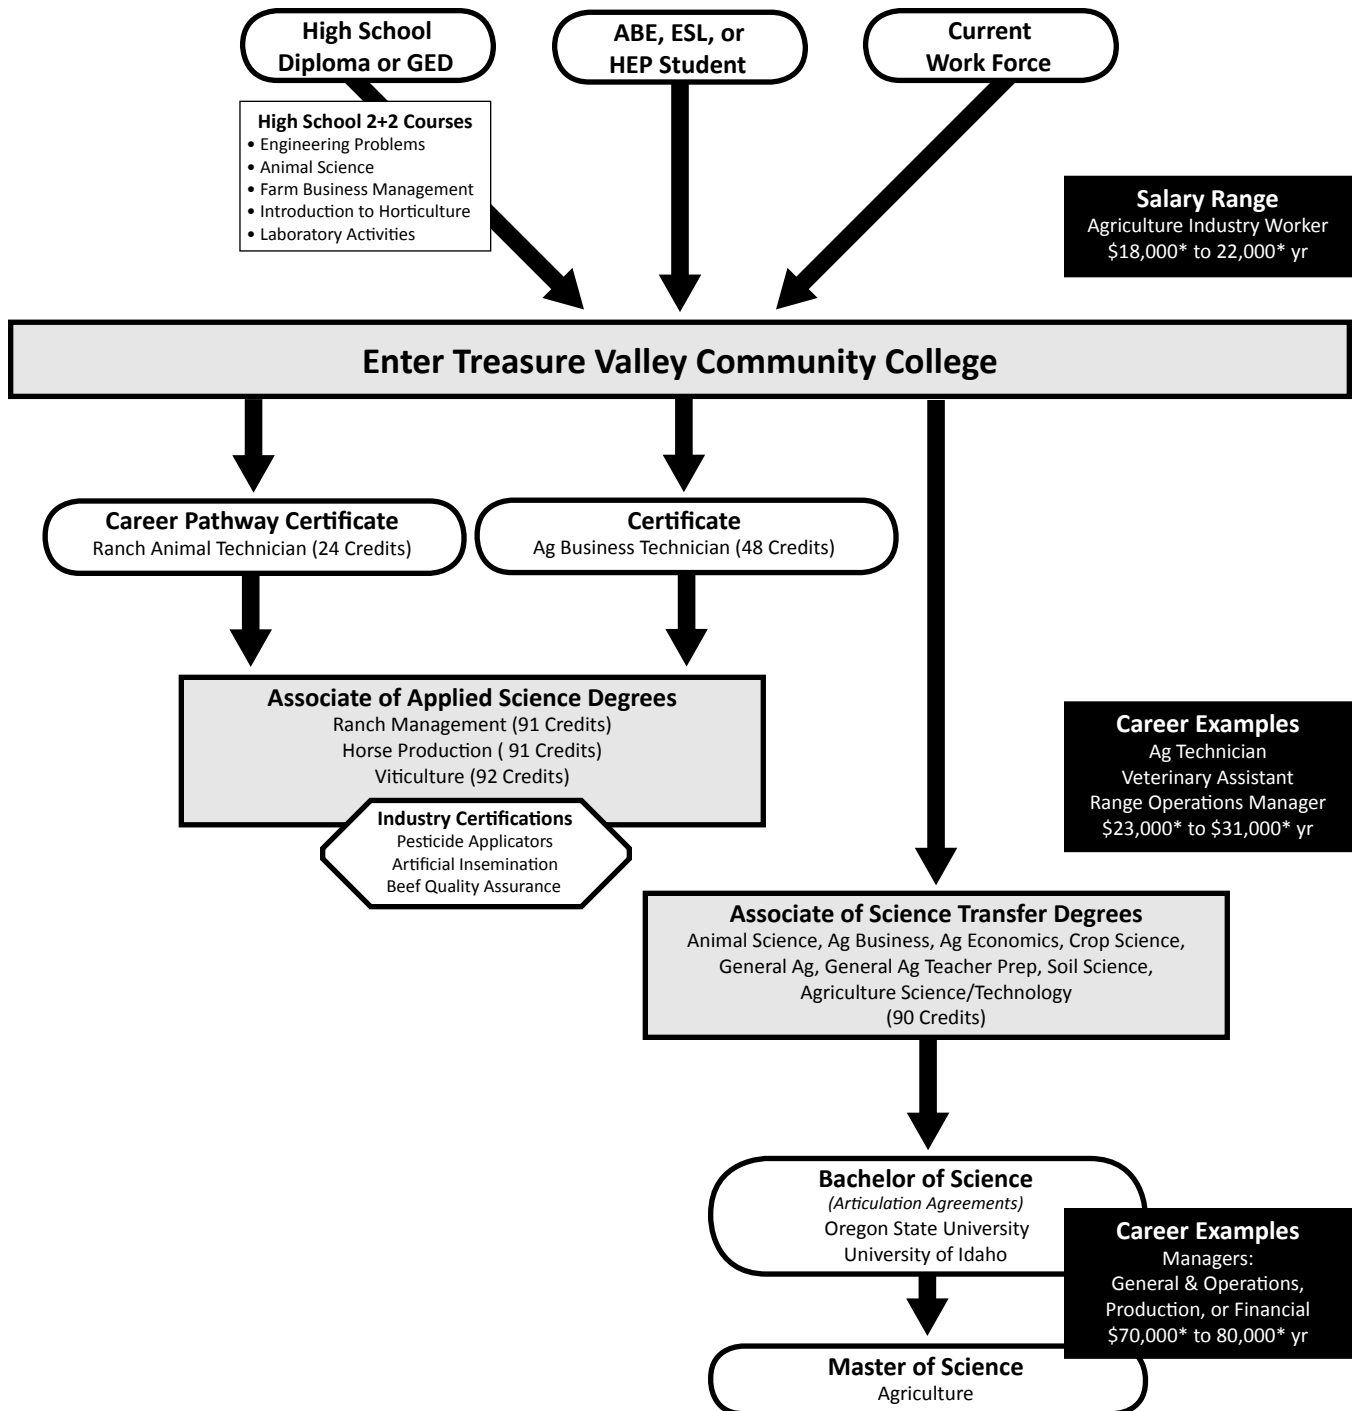 High School
Diploma or GED
ABE, ESL, or
HEP Student
Current
Work Force
High School 2+2 Courses
• Engineering Problems
• Animal Science
• Farm Business Management
• Introduction to Horticulture
• Laboratory Activities
Salary Range
Agriculture Industry Worker
$18,000* to 22,000* yr
Enter Treasure Valley Community College
Career Pathway Certificate
Ranch Animal Technician (24 Credits)
Certificate
Ag Business Technician (48 Credits)
Associate of Applied Science Degrees
Ranch Management (91 Credits)
Horse Production ( 91 Credits)
Viticulture (92 Credits)
Industry Certifications
Pesticide Applicators
Artificial Insemination
Beef Quality Assurance
Career Examples
Ag Technician
Veterinary Assistant
Range Operations Manager
$23,000* to $31,000* yr
Associate of Science Transfer Degrees
Animal Science, Ag Business, Ag Economics, Crop Science,
General Ag, General Ag Teacher Prep, Soil Science,
Agriculture Science/Technology
(90 Credits)
Bachelor of Science
(Articulation Agreements)
Oregon State University
University of Idaho
Career Examples
Managers:
General & Operations,
Production, or Financial
$70,000* to 80,000* yr
Master of Science
Agriculture